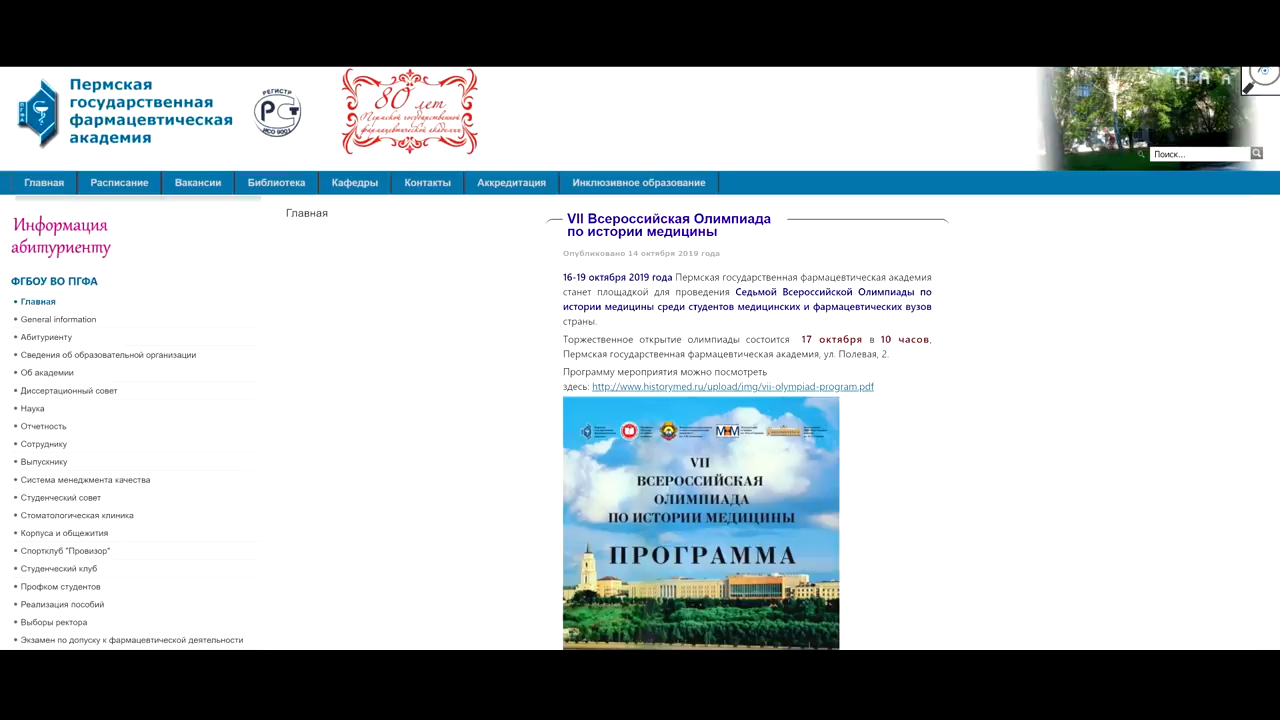 Пермская
государственная
фармацевтическая
академия
РЕГИСТР
РСТ
ИСО 9001
80 лет
Пермской государственной
фармацевтической академии
А А А
Поиск...
Главная
Расписание
Вакансии
Библиотека
Кафедры
Контакты
Аккредитация
Инклюзивное образование
Информация
абитуриенту
ФГБОУ ВО ПГФА
Главная
General information
Абитуриенту
Сведения об образовательной организации
Об академии
Диссертационный совет
Наука
Отчетность
Сотруднику
Выпускнику
Система менеджмента качества
Студенческий совет
Стоматологическая клиника
Корпуса и общежития
Спортклуб "Провизор"
Студенческий клуб
Профком студентов
Реализация пособий
Выборы ректора
Экзамен по допуску к фармацевтической деятельности
Главная
VII Всероссийская Олимпиада
по истории медицины
Опубликовано 14 октября 2019 года
16-19 октября 2019 года Пермская государственная фармацевтическая академия
станет площадкой для проведения Седьмой Всероссийской Олимпиады по
истории медицины среди студентов медицинских и фармацевтических вузов
страны.
Торжественное открытие олимпиады состоится 17 октября в 10 часов,
Пермская государственная фармацевтическая академия, ул. Полевая, 2.
Программу мероприятия можно посмотреть
здесь: http://www.historymed.ru/upload/img/vii-olympiad-program.pdf
VII
ВСЕРОССИЙСКАЯ
ОЛИМПИАДА
ПО ИСТОРИИ МЕДИЦИНЫ
ПРОГРАММА